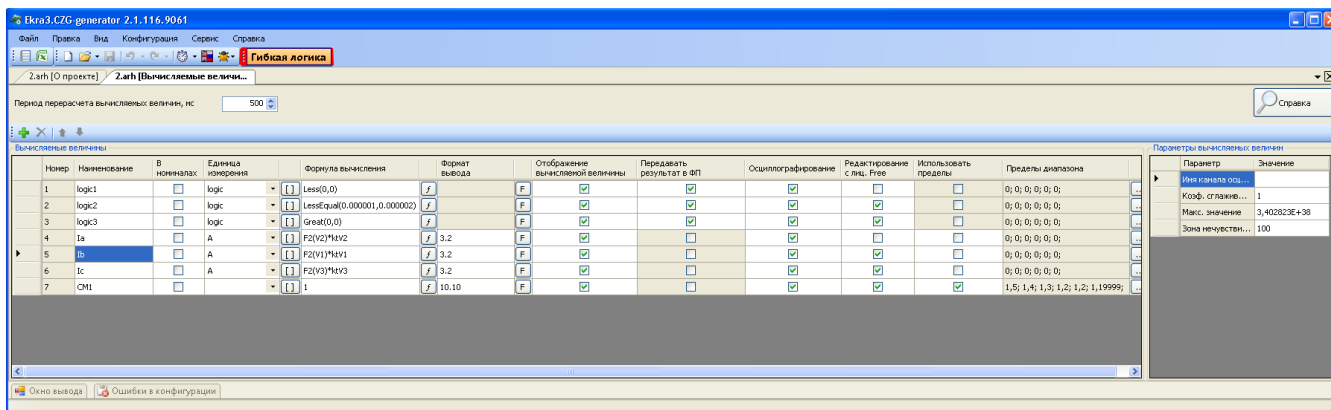 Ekra3.CZG-generator 2.1.116.9061
Файл Правка Вид Конфигурация Сервис Справка
Гибкая логика
2.arh [О проекте] 2.arh [Вычисляемые величи...
Период перерасчета вычисляемых величин, мс 500 Справка
Вычисляемые величины Параметры вычисляемых величин
Номер Наименование В номиналах Единица измерения Формула вычисления Формат вывода Отображение вычисляемой величины Передавать результат в ФП Осциллографирование Редактирование с лиц. Free Использовать пределы Пределы диапазона Параметр Значение
1 logic1 logic [ ] Less(0,0) f F 0; 0; 0; 0; 0; 0; ...
2 logic2 logic [ ] LessEqual(0.000001,0.000002) f F 0; 0; 0; 0; 0; 0; ...
3 logic3 logic [ ] Great(0,0) f F 0; 0; 0; 0; 0; 0; ...
4 Ia A [ ] F2(V2)*ktV2 f 3.2 F 0; 0; 0; 0; 0; 0; ...
5 Ib A [ ] F2(V1)*ktV1 f 3.2 F 0; 0; 0; 0; 0; 0; ...
6 Ic A [ ] F2(V3)*ktV3 f 3.2 F 0; 0; 0; 0; 0; 0; ...
7 CM1 [ ] 1 f 10.10 F 1,5; 1,4; 1,3; 1,2; 1,2; 1,19999; ...
Имя канала осц...
Коэф. сглажив... 1
Макс. значение 3,402823E+38
Зона нечувстви... 100
Окно вывода Ошибки в конфигурации